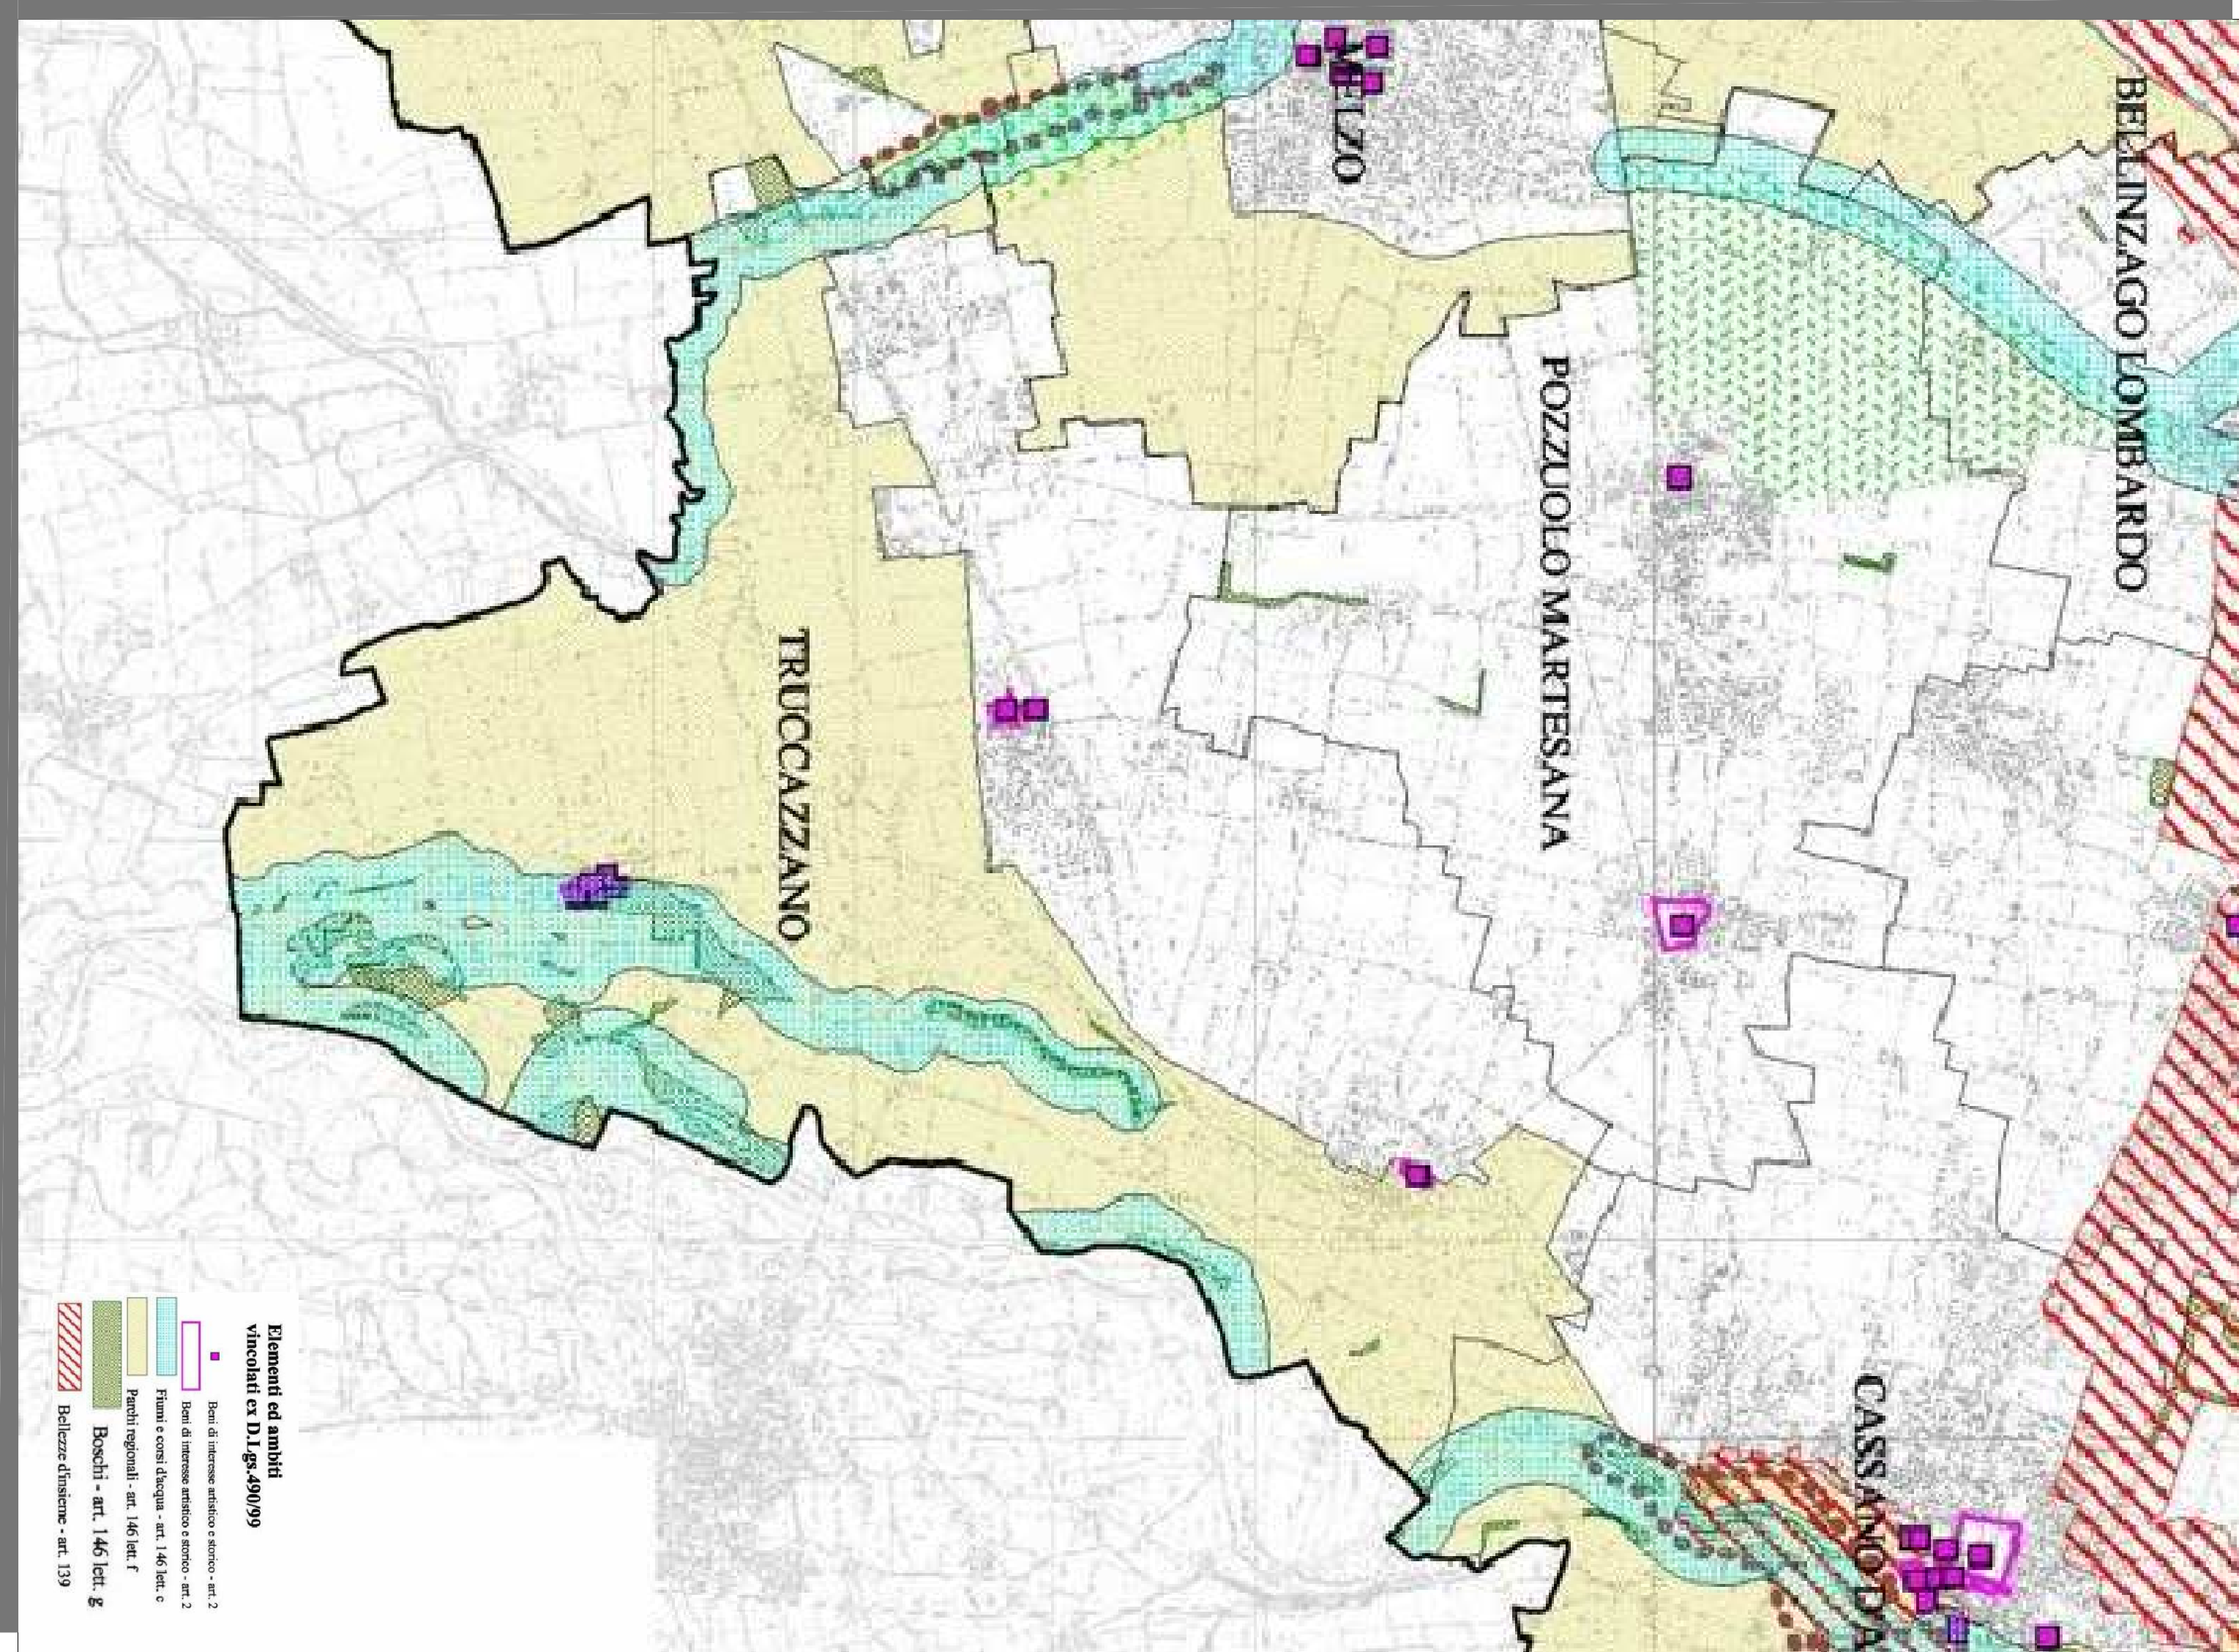 BELLINZAGO LOMBARDO
MELZO
POZZUOLO MARTESANA
CASSANO D'A
TRUCCAZZANO
Elementi ed ambiti
vincolati ex D.Lgs.490/99
Beni di interesse artistico e storico - art. 2
Beni di interesse artistico e storico - art. 2
Fiumi e corsi d'acqua - art. 146 lett. c
Parchi regionali - art. 146 lett. f
Boschi - art. 146 lett. g
Bellezze d'insieme - art. 139